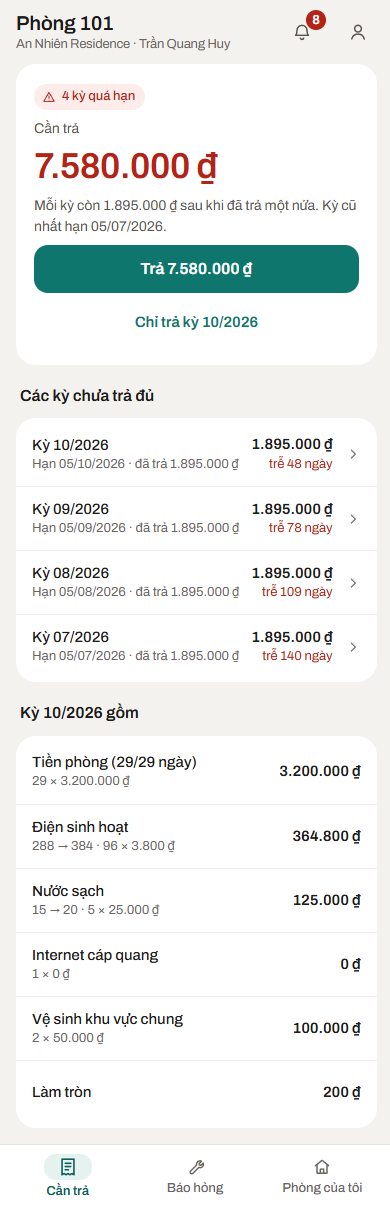 Phòng 101
An Nhiên Residence · Trần Quang Huy
8
4 kỳ quá hạn
Cần trả
7.580.000 ₫
Mỗi kỳ còn 1.895.000 ₫ sau khi đã trả một nửa. Kỳ cũ
nhất hạn 05/07/2026.
Trả 7.580.000 ₫
Chỉ trả kỳ 10/2026
Các kỳ chưa trả đủ
Kỳ 10/2026 1.895.000 ₫
Hạn 05/10/2026 · đã trả 1.895.000 ₫ trễ 48 ngày
Kỳ 09/2026 1.895.000 ₫
Hạn 05/09/2026 · đã trả 1.895.000 ₫ trễ 78 ngày
Kỳ 08/2026 1.895.000 ₫
Hạn 05/08/2026 · đã trả 1.895.000 ₫ trễ 109 ngày
Kỳ 07/2026 1.895.000 ₫
Hạn 05/07/2026 · đã trả 1.895.000 ₫ trễ 140 ngày
Kỳ 10/2026 gồm
Tiền phòng (29/29 ngày) 3.200.000 ₫
29 × 3.200.000 ₫
Điện sinh hoạt 364.800 ₫
288 → 384 · 96 × 3.800 ₫
Nước sạch 125.000 ₫
15 → 20 · 5 × 25.000 ₫
Internet cáp quang 0 ₫
1 × 0 ₫
Vệ sinh khu vực chung 100.000 ₫
2 × 50.000 ₫
Làm tròn 200 ₫
Cần trả Báo hỏng Phòng của tôi